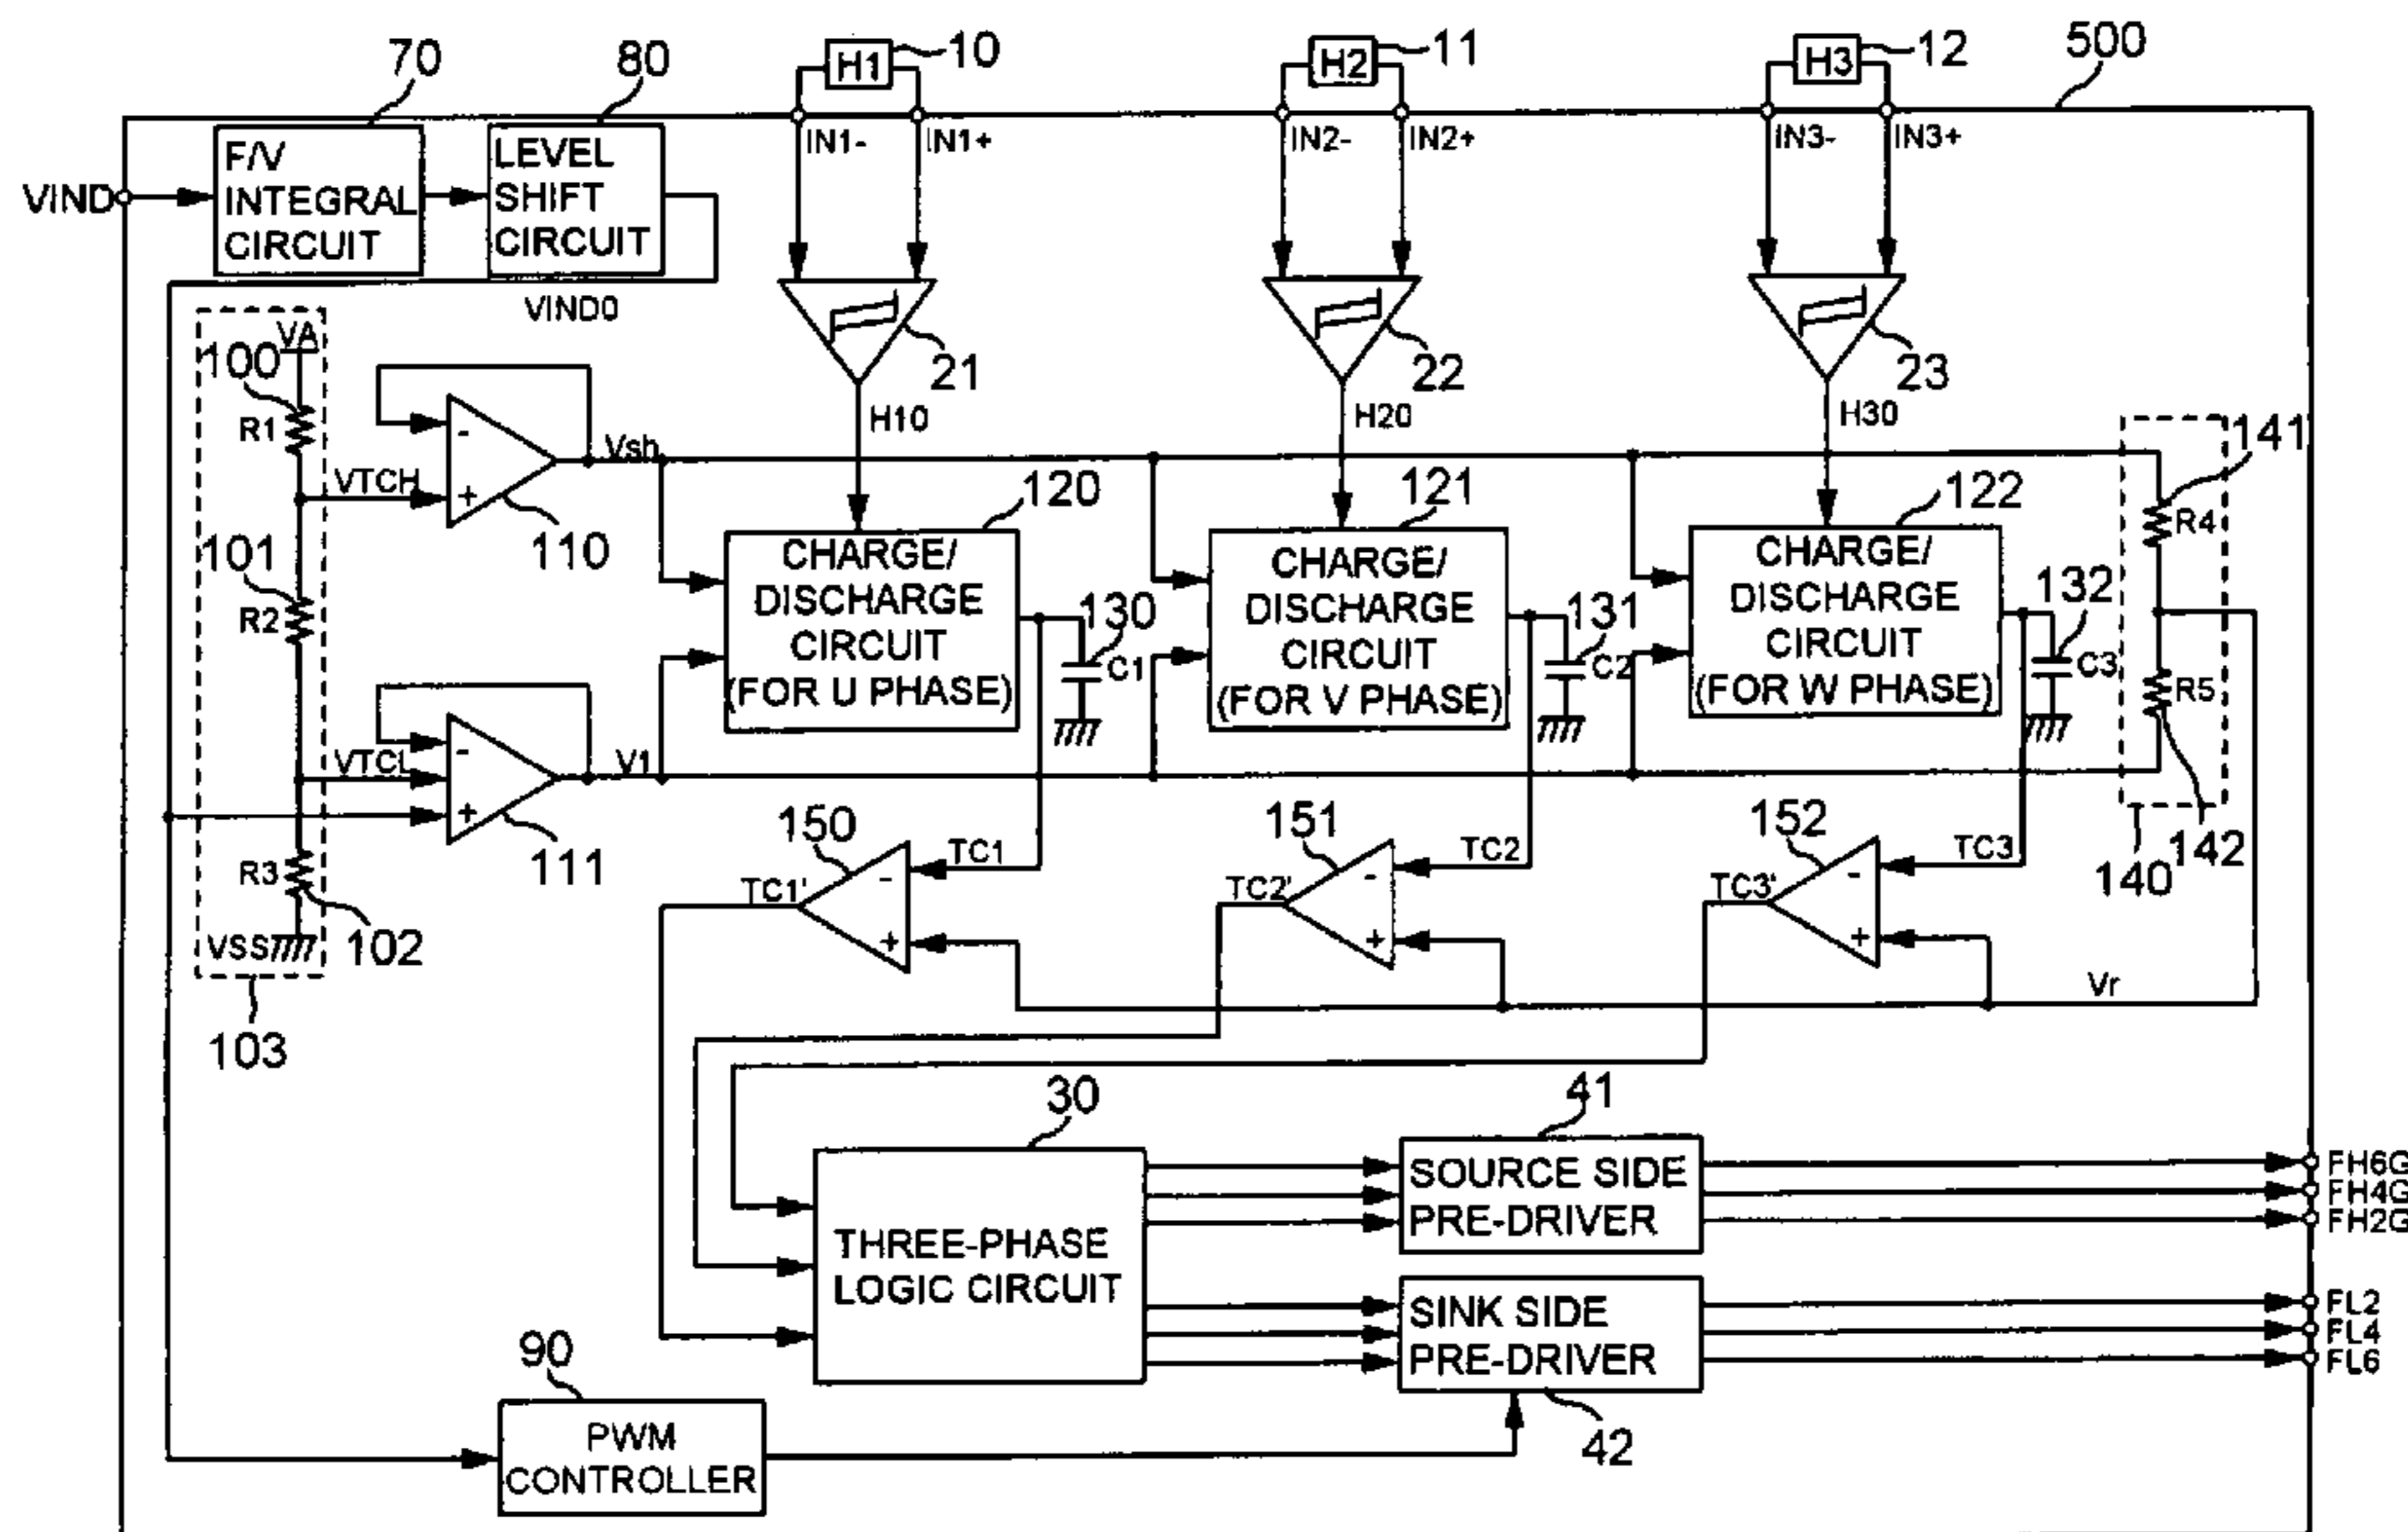 70
80
H1
10
H2
11
H3
12
500
IN1-
IN1+
IN2-
IN2+
IN3-
IN3+
VIND
F/V
INTEGRAL
CIRCUIT
LEVEL
SHIFT
CIRCUIT
VIND0
21
22
23
VA
100
R1
H10
H20
H30
141
Vsh
VTCH
-
+
110
120
121
122
R4
101
R2
CHARGE/
DISCHARGE
CIRCUIT
(FOR U PHASE)
130
C1
CHARGE/
DISCHARGE
CIRCUIT
(FOR V PHASE)
131
C2
CHARGE/
DISCHARGE
CIRCUIT
(FOR W PHASE)
132
C3
R5
-
VTCL
+
V1
111
150
151
152
TC1
TC2
TC3
142
140
R3
TC1'
TC2'
TC3'
-
+
-
+
-
+
VSS
102
103
Vr
30
41
THREE-PHASE
LOGIC CIRCUIT
SOURCE SIDE
PRE-DRIVER
FH6G
FH4G
FH2G
SINK SIDE
PRE-DRIVER
FL2
FL4
FL6
90
42
PWM
CONTROLLER